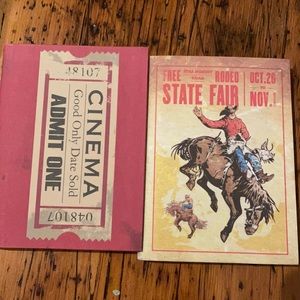 48107
CINEMA
Good Only Date Sold
ADMIT ONE
048107
FREE RODEO OCT.26
STATE FAIR
NOV.1